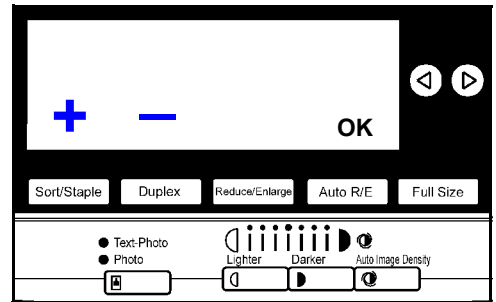 + − OK
Sort/Staple Duplex Reduce/Enlarge Auto R/E Full Size
Text-Photo
Photo
Lighter Darker Auto Image Density